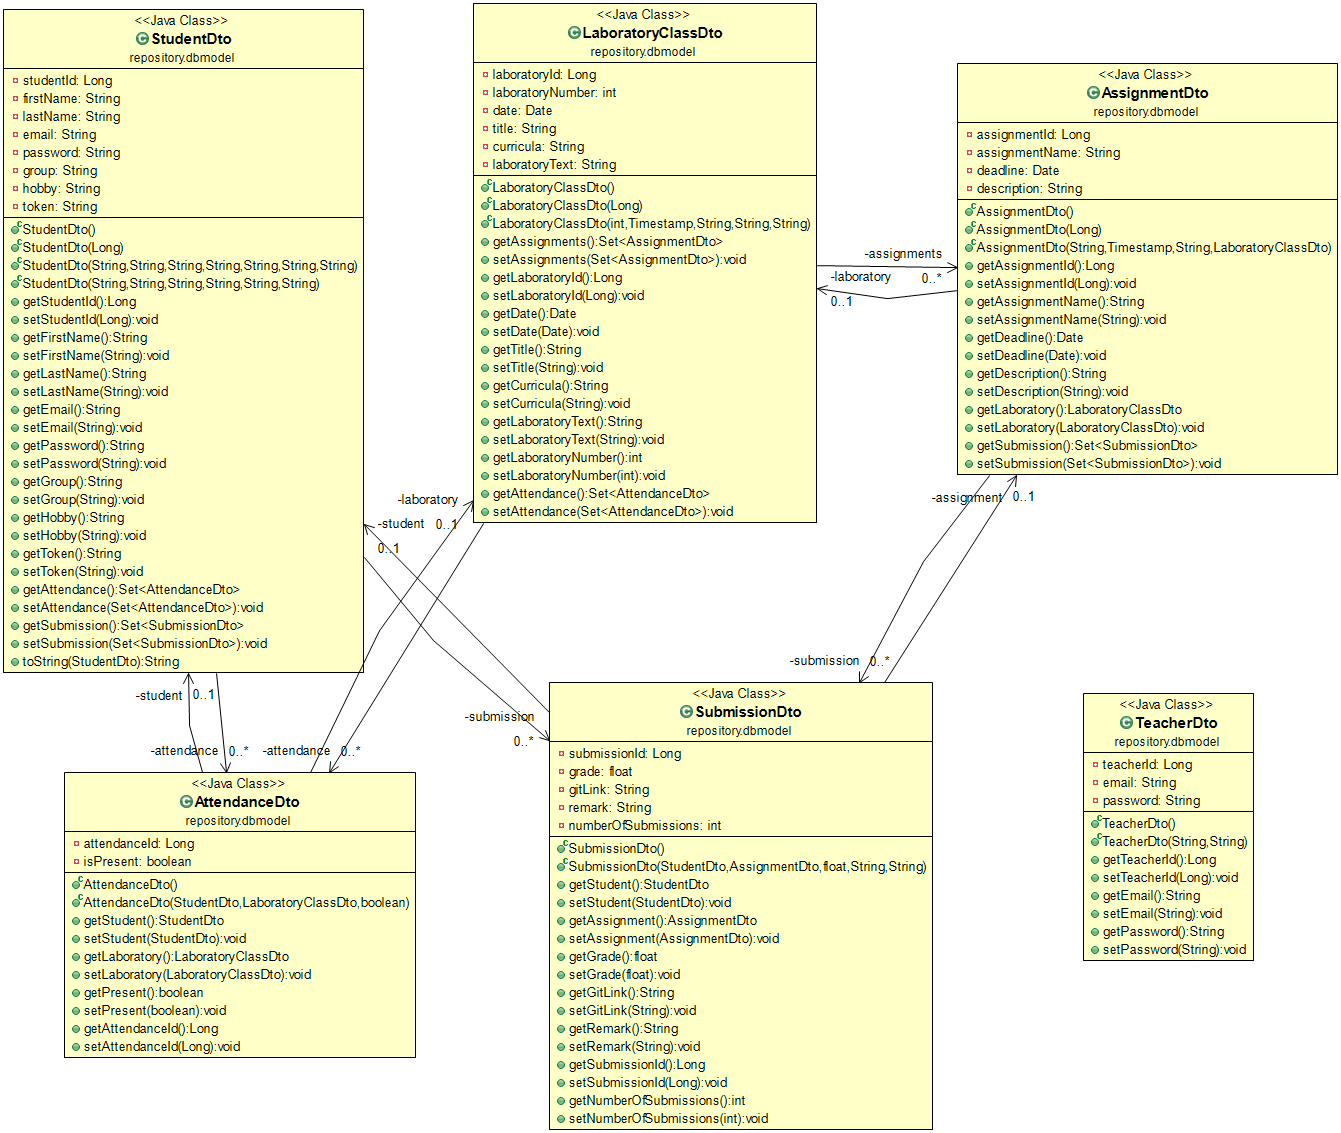 <<Java Class>>
StudentDto
repository.dbmodel
studentId: Long
firstName: String
lastName: String
email: String
password: String
group: String
hobby: String
token: String
StudentDto()
StudentDto(Long)
StudentDto(String,String,String,String,String,String,String)
StudentDto(String,String,String,String,String,String)
getStudentId():Long
setStudentId(Long):void
getFirstName():String
setFirstName(String):void
getLastName():String
setLastName(String):void
getEmail():String
setEmail(String):void
getPassword():String
setPassword(String):void
getGroup():String
setGroup(String):void
getHobby():String
setHobby(String):void
getToken():String
setToken(String):void
getAttendance():Set<AttendanceDto>
setAttendance(Set<AttendanceDto>):void
getSubmission():Set<SubmissionDto>
setSubmission(Set<SubmissionDto>):void
toString(StudentDto):String
<<Java Class>>
LaboratoryClassDto
repository.dbmodel
laboratoryId: Long
laboratoryNumber: int
date: Date
title: String
curricula: String
laboratoryText: String
LaboratoryClassDto()
LaboratoryClassDto(Long)
LaboratoryClassDto(int,Timestamp,String,String,String)
getAssignments():Set<AssignmentDto>
setAssignments(Set<AssignmentDto>):void
getLaboratoryId():Long
setLaboratoryId(Long):void
getDate():Date
setDate(Date):void
getTitle():String
setTitle(String):void
getCurricula():String
setCurricula(String):void
getLaboratoryText():String
setLaboratoryText(String):void
getLaboratoryNumber():int
setLaboratoryNumber(int):void
getAttendance():Set<AttendanceDto>
setAttendance(Set<AttendanceDto>):void
-assignments
0..*
-laboratory
0..1
<<Java Class>>
AssignmentDto
repository.dbmodel
assignmentId: Long
assignmentName: String
deadline: Date
description: String
AssignmentDto()
AssignmentDto(Long)
AssignmentDto(String,Timestamp,String,LaboratoryClassDto)
getAssignmentId():Long
setAssignmentId(Long):void
getAssignmentName():String
setAssignmentName(String):void
getDeadline():Date
setDeadline(Date):void
getDescription():String
setDescription(String):void
getLaboratory():LaboratoryClassDto
setLaboratory(LaboratoryClassDto):void
getSubmission():Set<SubmissionDto>
setSubmission(Set<SubmissionDto>):void
-laboratory
0..1
-student
0..1
-assignment
0..1
-submission
0..*
-student
0..1
-attendance
0..*
-attendance
0..*
-submission
0..*
<<Java Class>>
AttendanceDto
repository.dbmodel
attendanceId: Long
isPresent: boolean
AttendanceDto()
AttendanceDto(StudentDto,LaboratoryClassDto,boolean)
getStudent():StudentDto
setStudent(StudentDto):void
getLaboratory():LaboratoryClassDto
setLaboratory(LaboratoryClassDto):void
getPresent():boolean
setPresent(boolean):void
getAttendanceId():Long
setAttendanceId(Long):void
<<Java Class>>
SubmissionDto
repository.dbmodel
submissionId: Long
grade: float
gitLink: String
remark: String
numberOfSubmissions: int
SubmissionDto()
SubmissionDto(StudentDto,AssignmentDto,float,String,String)
getStudent():StudentDto
setStudent(StudentDto):void
getAssignment():AssignmentDto
setAssignment(AssignmentDto):void
getGrade():float
setGrade(float):void
getGitLink():String
setGitLink(String):void
getRemark():String
setRemark(String):void
getSubmissionId():Long
setSubmissionId(Long):void
getNumberOfSubmissions():int
setNumberOfSubmissions(int):void
<<Java Class>>
TeacherDto
repository.dbmodel
teacherId: Long
email: String
password: String
TeacherDto()
TeacherDto(String,String)
getTeacherId():Long
setTeacherId(Long):void
getEmail():String
setEmail(String):void
getPassword():String
setPassword(String):void